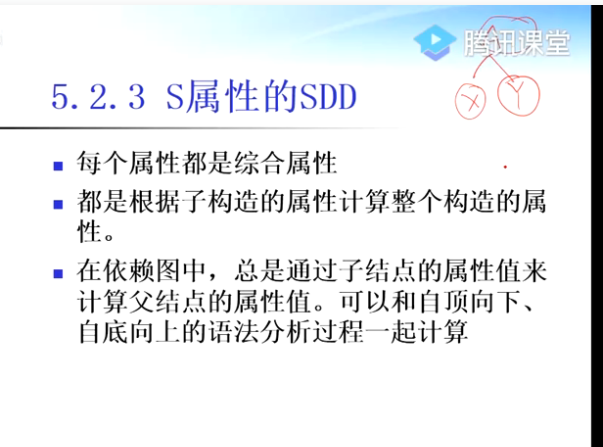 腾讯课堂
X Y
5.2.3 S属性的SDD
每个属性都是综合属性
都是根据子构造的属性计算整个构造的属
性。
在依赖图中，总是通过子结点的属性值来
计算父结点的属性值。可以和自顶向下、
自底向上的语法分析过程一起计算